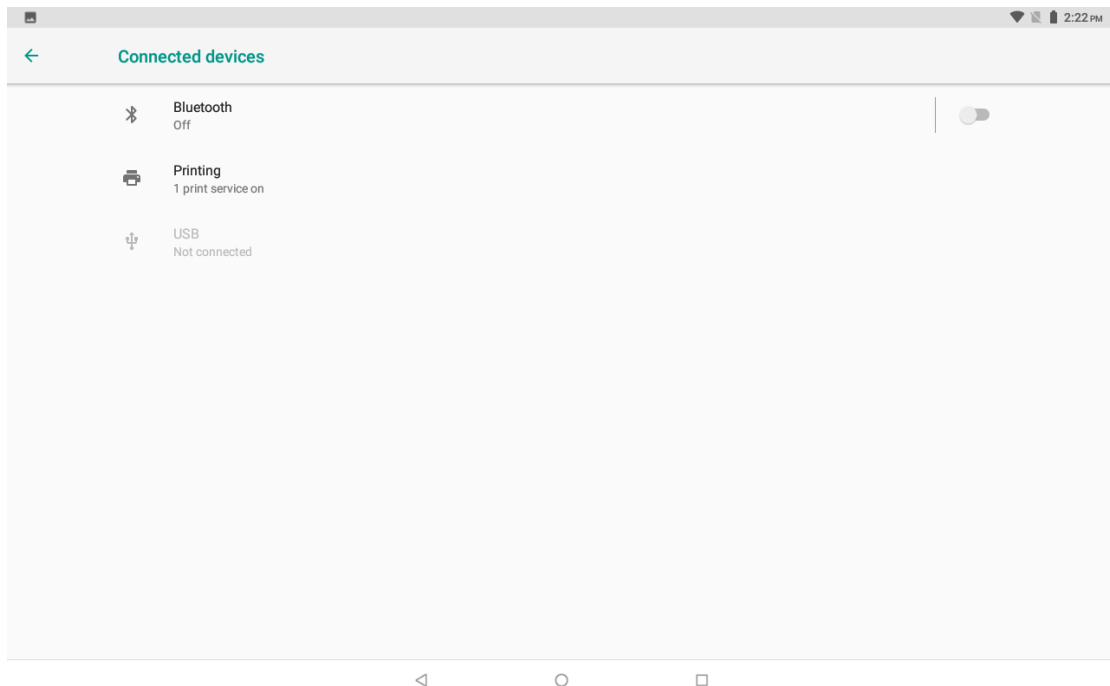 2:22 PM
Connected devices
Bluetooth
Off
Printing
1 print service on
USB
Not connected